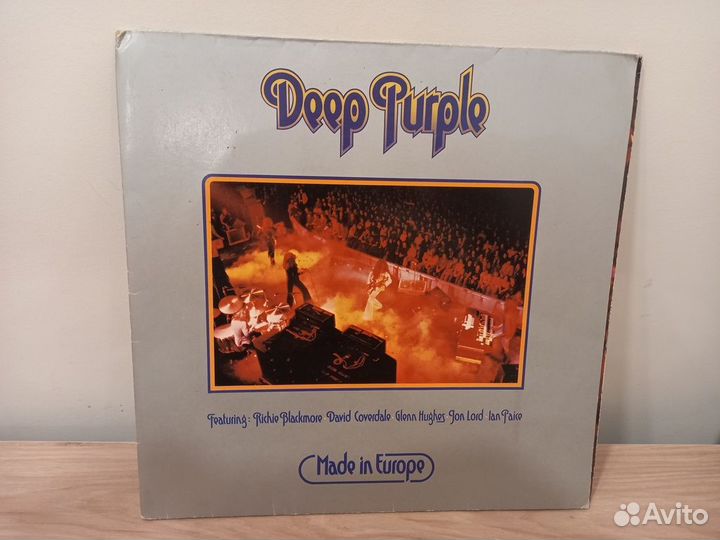 Deep Purple
Featuring: Richie Blackmore David Coverdale Glenn Hughes Jon Lord Ian Paice
Made in Europe
Avito